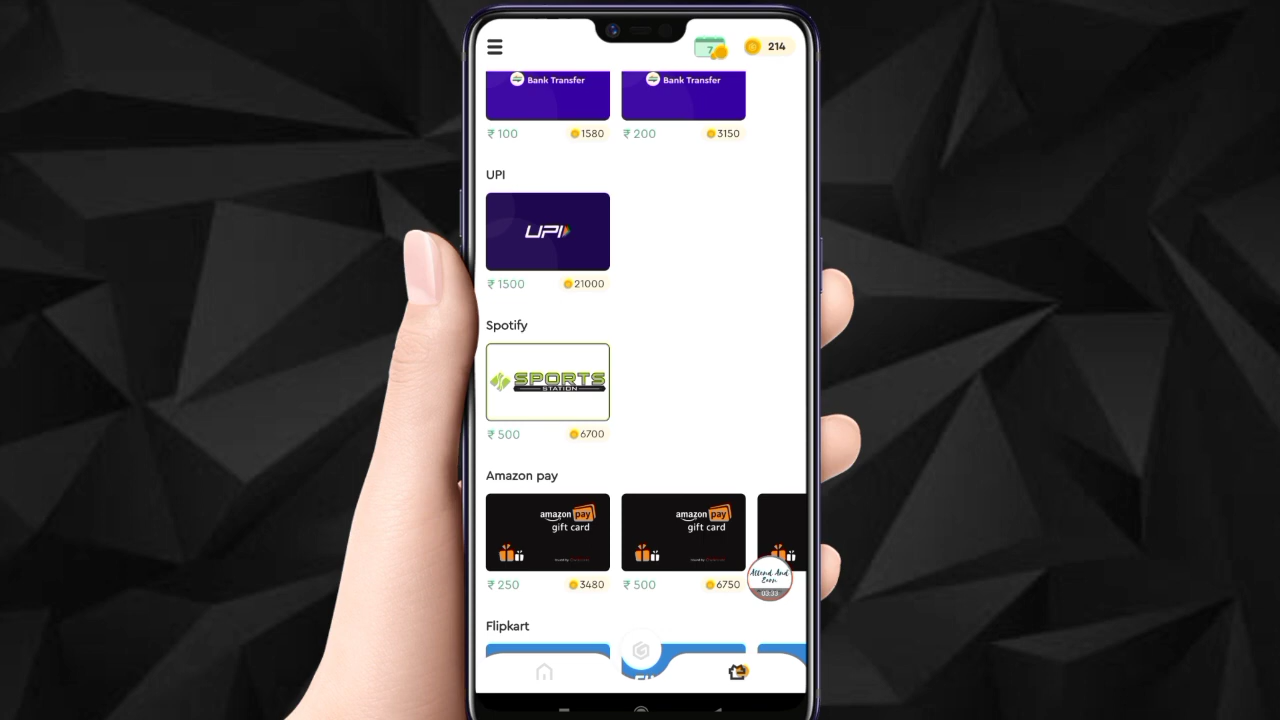 7
214
Bank Transfer Bank Transfer
₹ 100 1580 ₹ 200 3150
UPI
UPI
₹ 1500 21000
Spotify
SPORTS
STATION
₹ 500 6700
Amazon pay
amazon pay amazon pay
gift card gift card
Attend And
Earn
03:33
₹ 250 3480 ₹ 500 6750
Flipkart